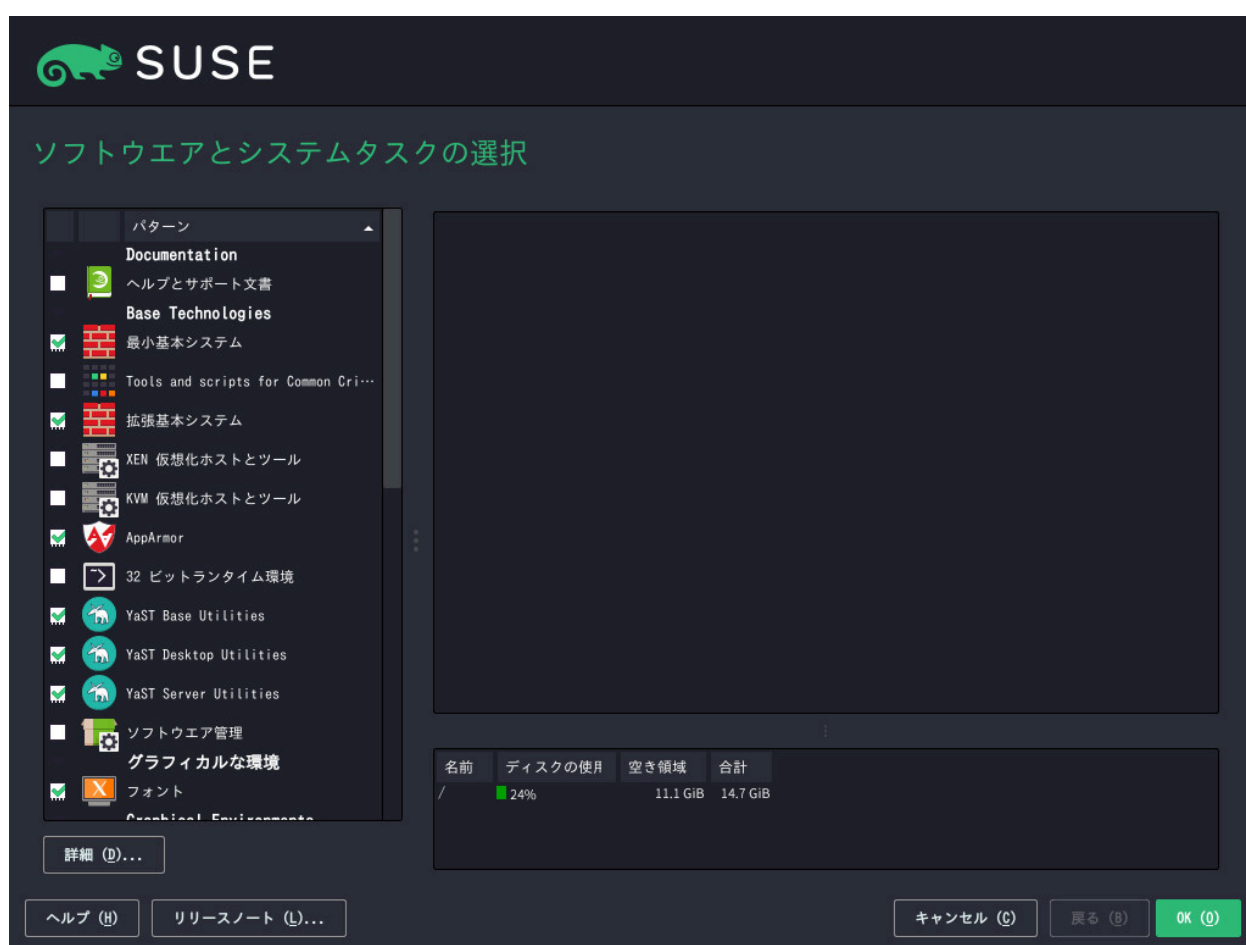 SUSE
ソフトウエアとシステムタスクの選択
パターン
Documentation
ヘルプとサポート文書
Base Technologies
最小基本システム
Tools and scripts for Common Cri…
拡張基本システム
XEN 仮想化ホストとツール
KVM 仮想化ホストとツール
AppArmor
32 ビットランタイム環境
YaST Base Utilities
YaST Desktop Utilities
YaST Server Utilities
ソフトウエア管理
グラフィカルな環境
フォント
Graphical Environments
詳細 (D)...
名前 ディスクの使用 空き領域 合計
/ 24% 11.1 GiB 14.7 GiB
ヘルプ (H) リリースノート (L)... キャンセル (C) 戻る (B) OK (O)